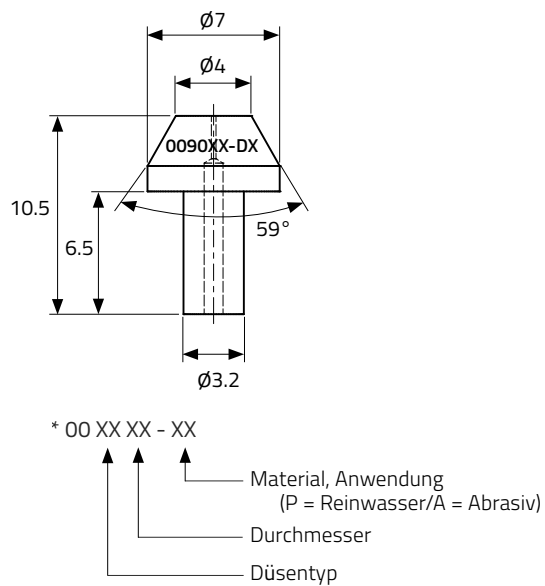 Ø7
Ø4
0090XX-DX
10.5
6.5
59°
Ø3.2
* 00 XX XX - XX
Material, Anwendung
(P = Reinwasser/A = Abrasiv)
Durchmesser
Düsentyp